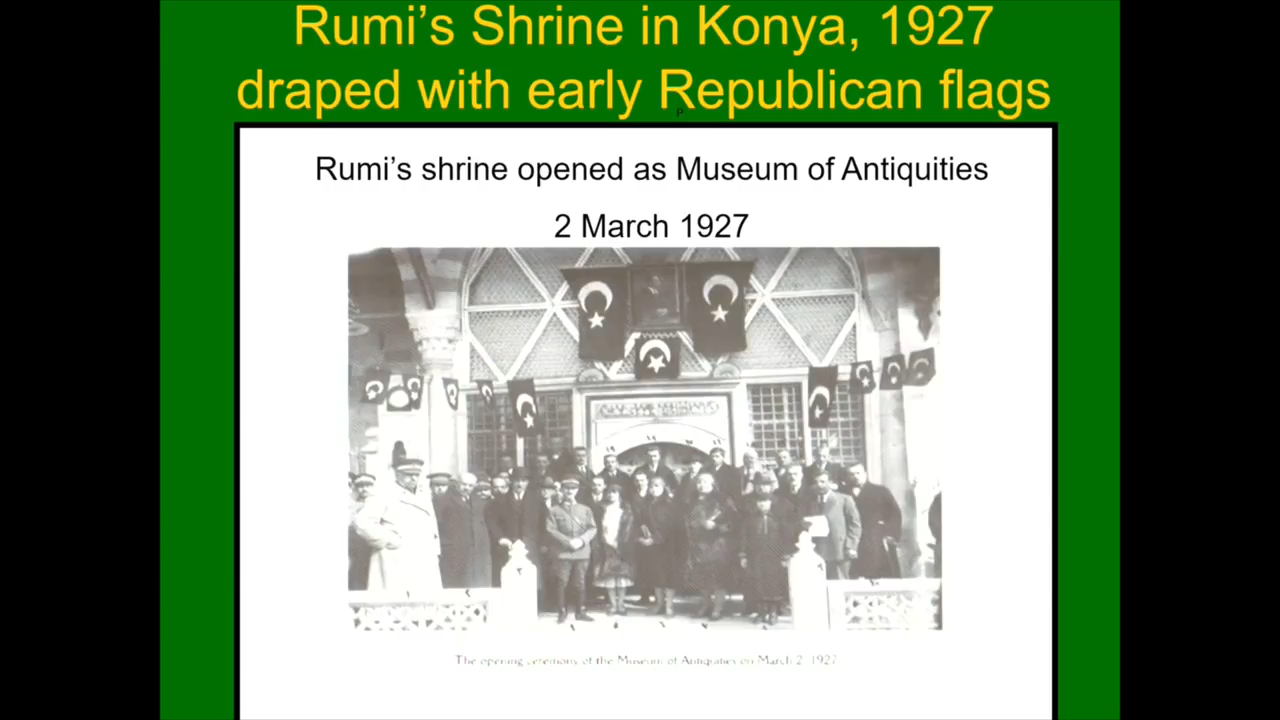 Rumi’s Shrine in Konya, 1927
draped with early Republican flags
P
Rumi’s shrine opened as Museum of Antiquities
2 March 1927
The opening ceremony of the Museum of Antiquities on March 2, 1927